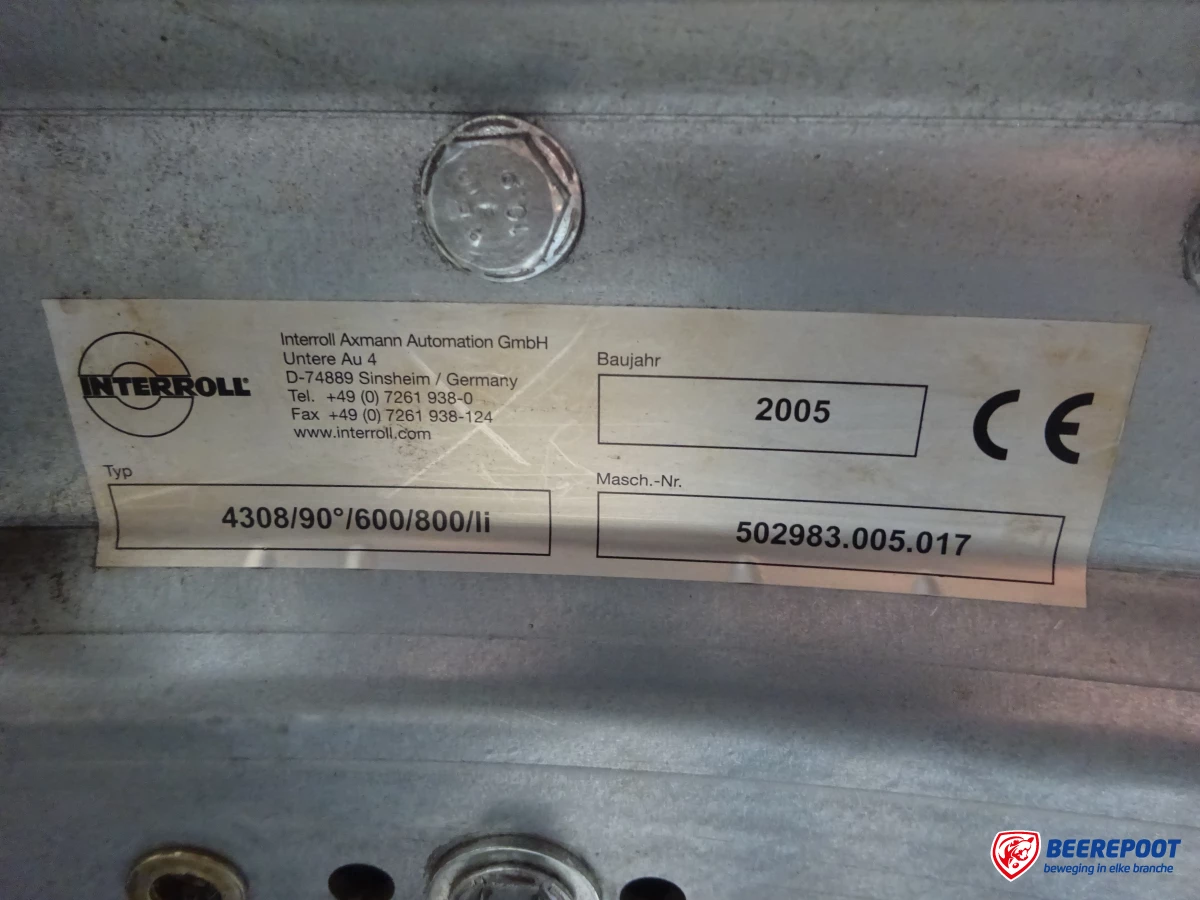 INTERROLL®
Interroll Axmann Automation GmbH
Untere Au 4
D-74889 Sinsheim / Germany
Tel. +49 (0) 7261 938-0
Fax +49 (0) 7261 938-124
www.interroll.com
Baujahr
2005
CE
Typ
4308/90°/600/800/li
Masch.-Nr.
502983.005.017
BEEREPOOT
beweging in elke branche